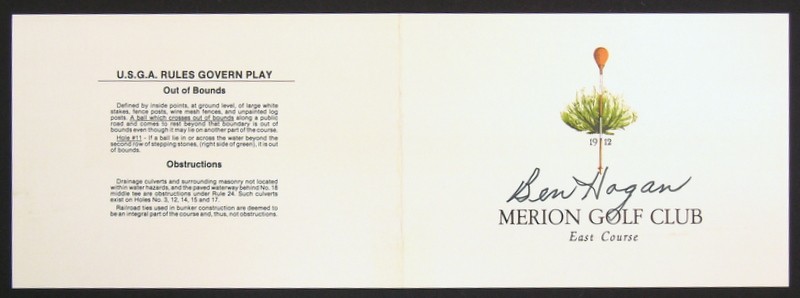 U.S.G.A. RULES GOVERN PLAY
Out of Bounds
Defined by inside points, at ground level, of large white
stakes, fence posts, wire mesh fences, and unpainted log
posts. A ball which crosses out of bounds along a public
road and comes to rest beyond that boundary is out of
bounds even though it may lie on another part of the course.
Hole #11 - If a ball lie in or across the water beyond the
second row of stepping stones, (right side of green), it is out
of bounds.
Obstructions
Drainage culverts and surrounding masonry not located
within water hazards, and the paved waterway behind No. 16
middle tee are obstructions under Rule 24. Such culverts
exist on Holes No. 3, 12, 14, 15 and 17.
Railroad ties used in bunker construction are deemed to
be an integral part of the course and, thus, not obstructions.
1912
Ben Hogan
MERION GOLF CLUB
East Course